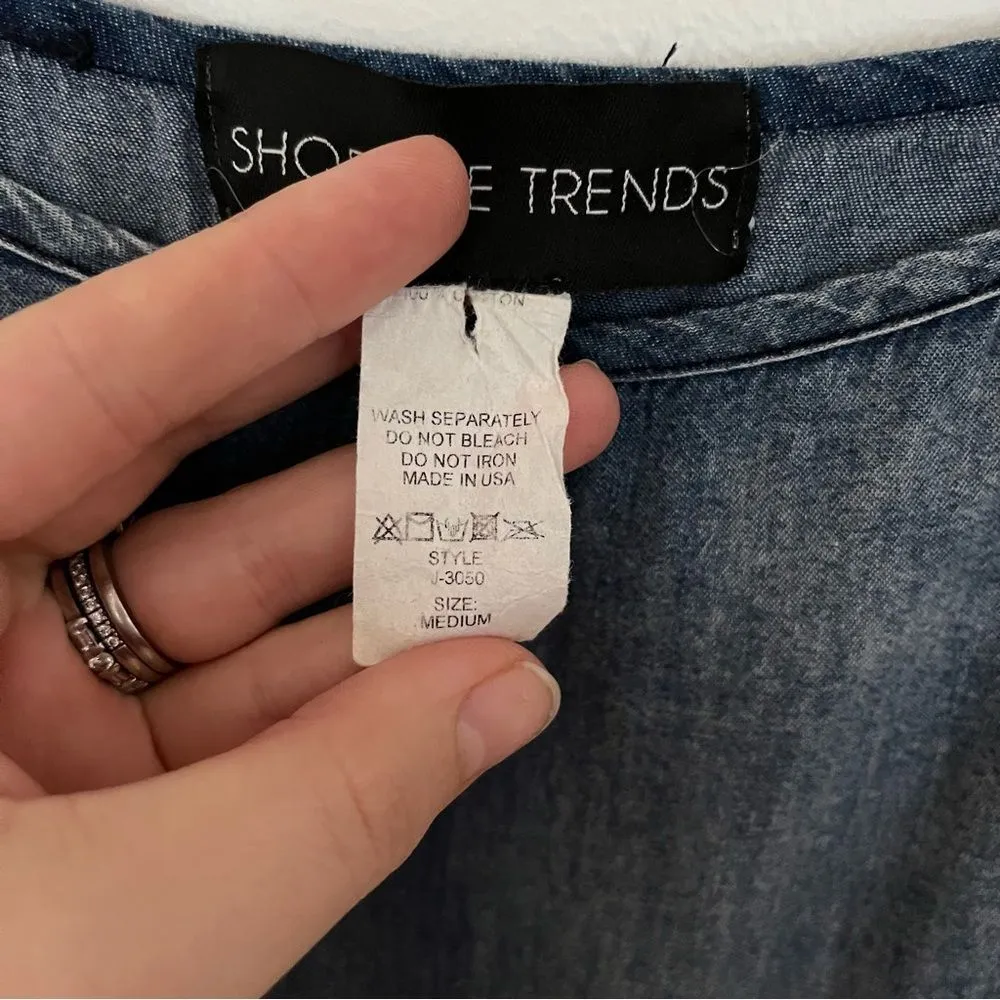 SHO E TRENDS
WASH SEPARATELY
DO NOT BLEACH
DO NOT IRON
MADE IN USA
STYLE
J-3050
SIZE:
MEDIUM